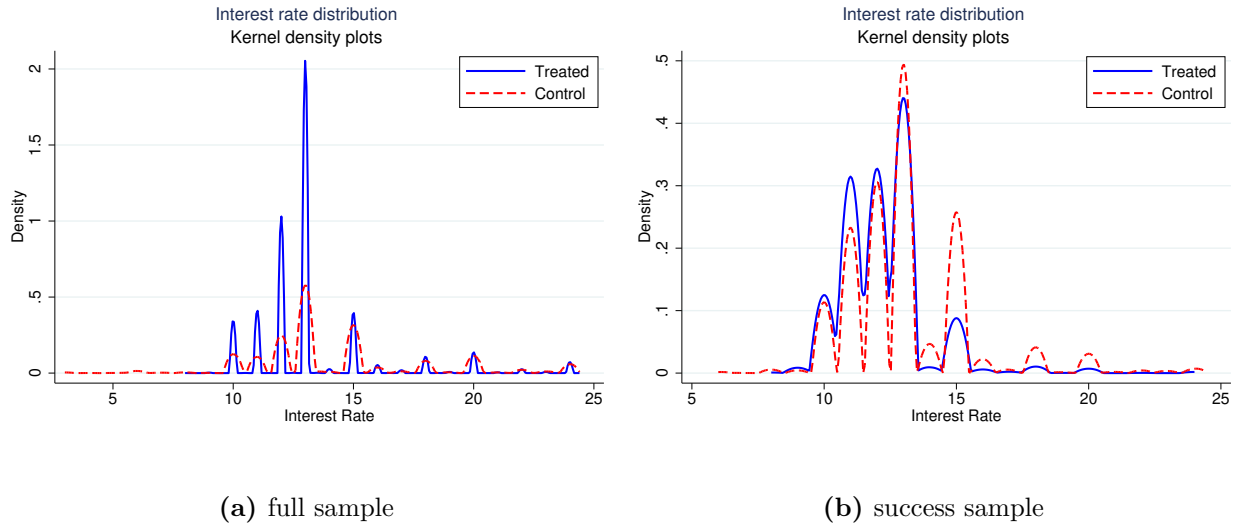 Interest rate distribution
Kernel density plots
Treated
Control
2
1.5
1
.5
0
Density
5
10
15
20
25
Interest Rate
(a) full sample
Interest rate distribution
Kernel density plots
Treated
Control
.5
.4
.3
.2
.1
0
Density
5
10
15
20
25
Interest Rate
(b) success sample